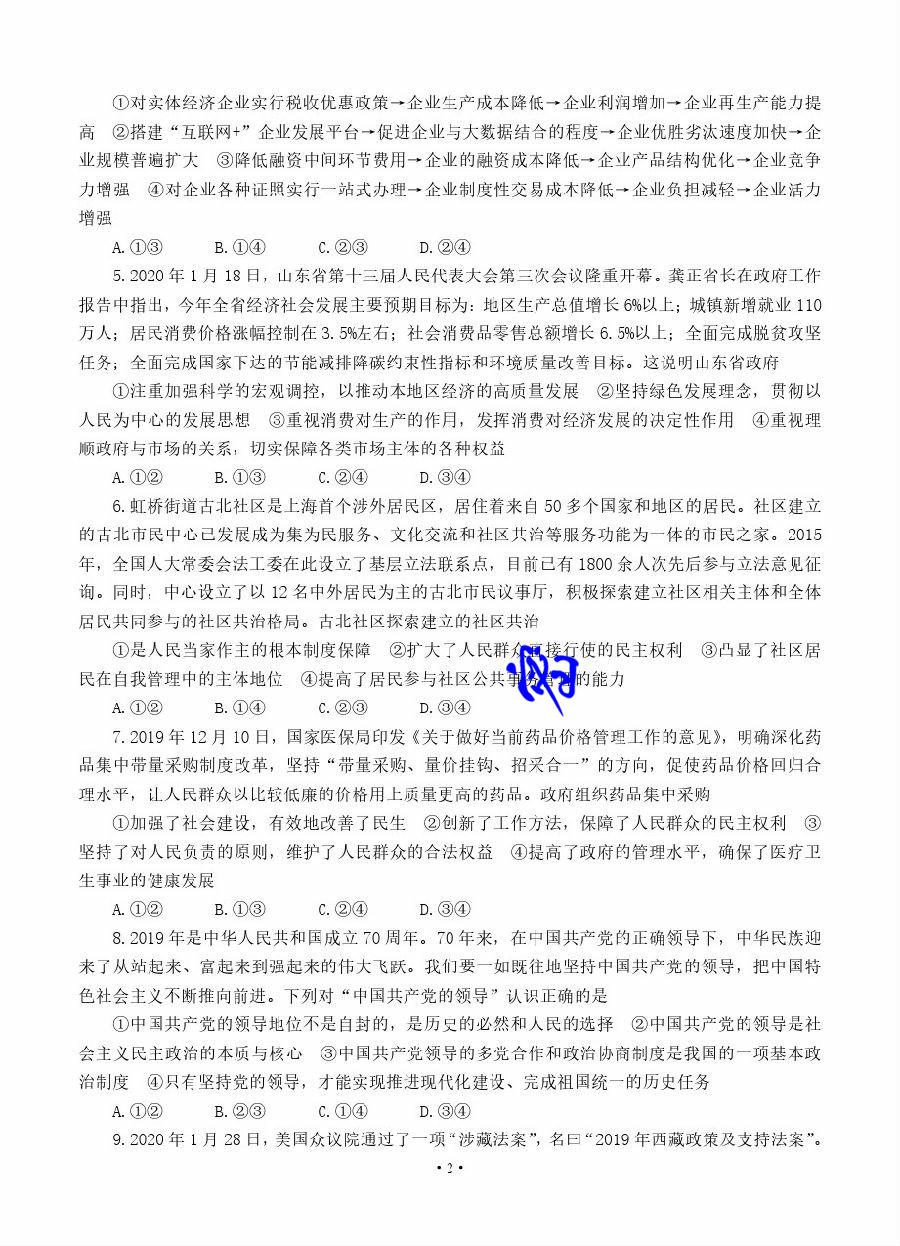 ①对实体经济企业实行税收优惠政策→企业生产成本降低→企业利润增加→企业再生产能力提
高　②搭建“互联网+”企业发展平台→促进企业与大数据结合的程度→企业优胜劣汰速度加快→企
业规模普遍扩大　③降低融资中间环节费用→企业的融资成本降低→企业产品结构优化→企业竞争
力增强　④对企业各种证照实行一站式办理→企业制度性交易成本降低→企业负担减轻→企业活力
增强
A.①③　　　B.①④　　　C.②③　　　D.②④
5.2020年1月18日，山东省第十三届人民代表大会第三次会议隆重开幕。龚正省长在政府工作
报告中指出，今年全省经济社会发展主要预期目标为：地区生产总值增长6%以上；城镇新增就业110
万人；居民消费价格涨幅控制在3.5%左右；社会消费品零售总额增长6.5%以上；全面完成脱贫攻坚
任务；全面完成国家下达的节能减排降碳约束性指标和环境质量改善目标。这说明山东省政府
①注重加强科学的宏观调控，以推动本地区经济的高质量发展　②坚持绿色发展理念，贯彻以
人民为中心的发展思想　③重视消费对生产的作用，发挥消费对经济发展的决定性作用　④重视理
顺政府与市场的关系，切实保障各类市场主体的各种权益
A.①②　　　B.①③　　　C.②④　　　D.③④
6.虹桥街道古北社区是上海首个涉外居民区，居住着来自50多个国家和地区的居民。社区建立
的古北市民中心已发展成为集为民服务、文化交流和社区共治等服务功能为一体的市民之家。2015
年，全国人大常委会法工委在此设立了基层立法联系点，目前已有1800余人次先后参与立法意见征
询。同时，中心设立了以12名中外居民为主的古北市民议事厅，积极探索建立社区相关主体和全体
居民共同参与的社区共治格局。古北社区探索建立的社区共治
①是人民当家作主的根本制度保障　②扩大了人民群众直接行使的民主权利　③凸显了社区居
民在自我管理中的主体地位　④提高了居民参与社区公共事务管理的能力
A.①②　　　B.①④　　　C.②③　　　D.③④
7.2019年12月10日，国家医保局印发《关于做好当前药品价格管理工作的意见》，明确深化药
品集中带量采购制度改革，坚持“带量采购、量价挂钩、招采合一”的方向，促使药品价格回归合
理水平，让人民群众以比较低廉的价格用上质量更高的药品。政府组织药品集中采购
①加强了社会建设，有效地改善了民生　②创新了工作方法，保障了人民群众的民主权利　③
坚持了对人民负责的原则，维护了人民群众的合法权益　④提高了政府的管理水平，确保了医疗卫
生事业的健康发展
A.①②　　　B.①③　　　C.②④　　　D.③④
8.2019年是中华人民共和国成立70周年。70年来，在中国共产党的正确领导下，中华民族迎
来了从站起来、富起来到强起来的伟大飞跃。我们要一如既往地坚持中国共产党的领导，把中国特
色社会主义不断推向前进。下列对“中国共产党的领导”认识正确的是
①中国共产党的领导地位不是自封的，是历史的必然和人民的选择　②中国共产党的领导是社
会主义民主政治的本质与核心　③中国共产党领导的多党合作和政治协商制度是我国的一项基本政
治制度　④只有坚持党的领导，才能实现推进现代化建设、完成祖国统一的历史任务
A.①②　　　B.②③　　　C.①④　　　D.③④
9.2020年1月28日，美国众议院通过了一项“涉藏法案”，名曰“2019年西藏政策及支持法案”。
·2·